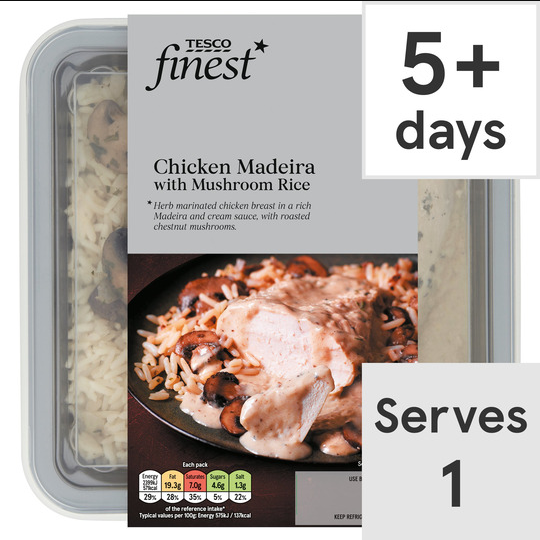 TESCO
finest*
5+
days
Chicken Madeira
with Mushroom Rice
*Herb marinated chicken breast in a rich
Madeira and cream sauce, with roasted
chestnut mushrooms.
Serves
1
Each pack
Energy
2399kJ
577kcal
29%
Fat
19.3g
28%
Saturates
7.0g
35%
Sugars
4.6g
5%
Salt
1.3g
22%
of the reference intake*
Typical values per 100g: Energy 575kJ / 137kcal
USE B
KEEP REFRIG